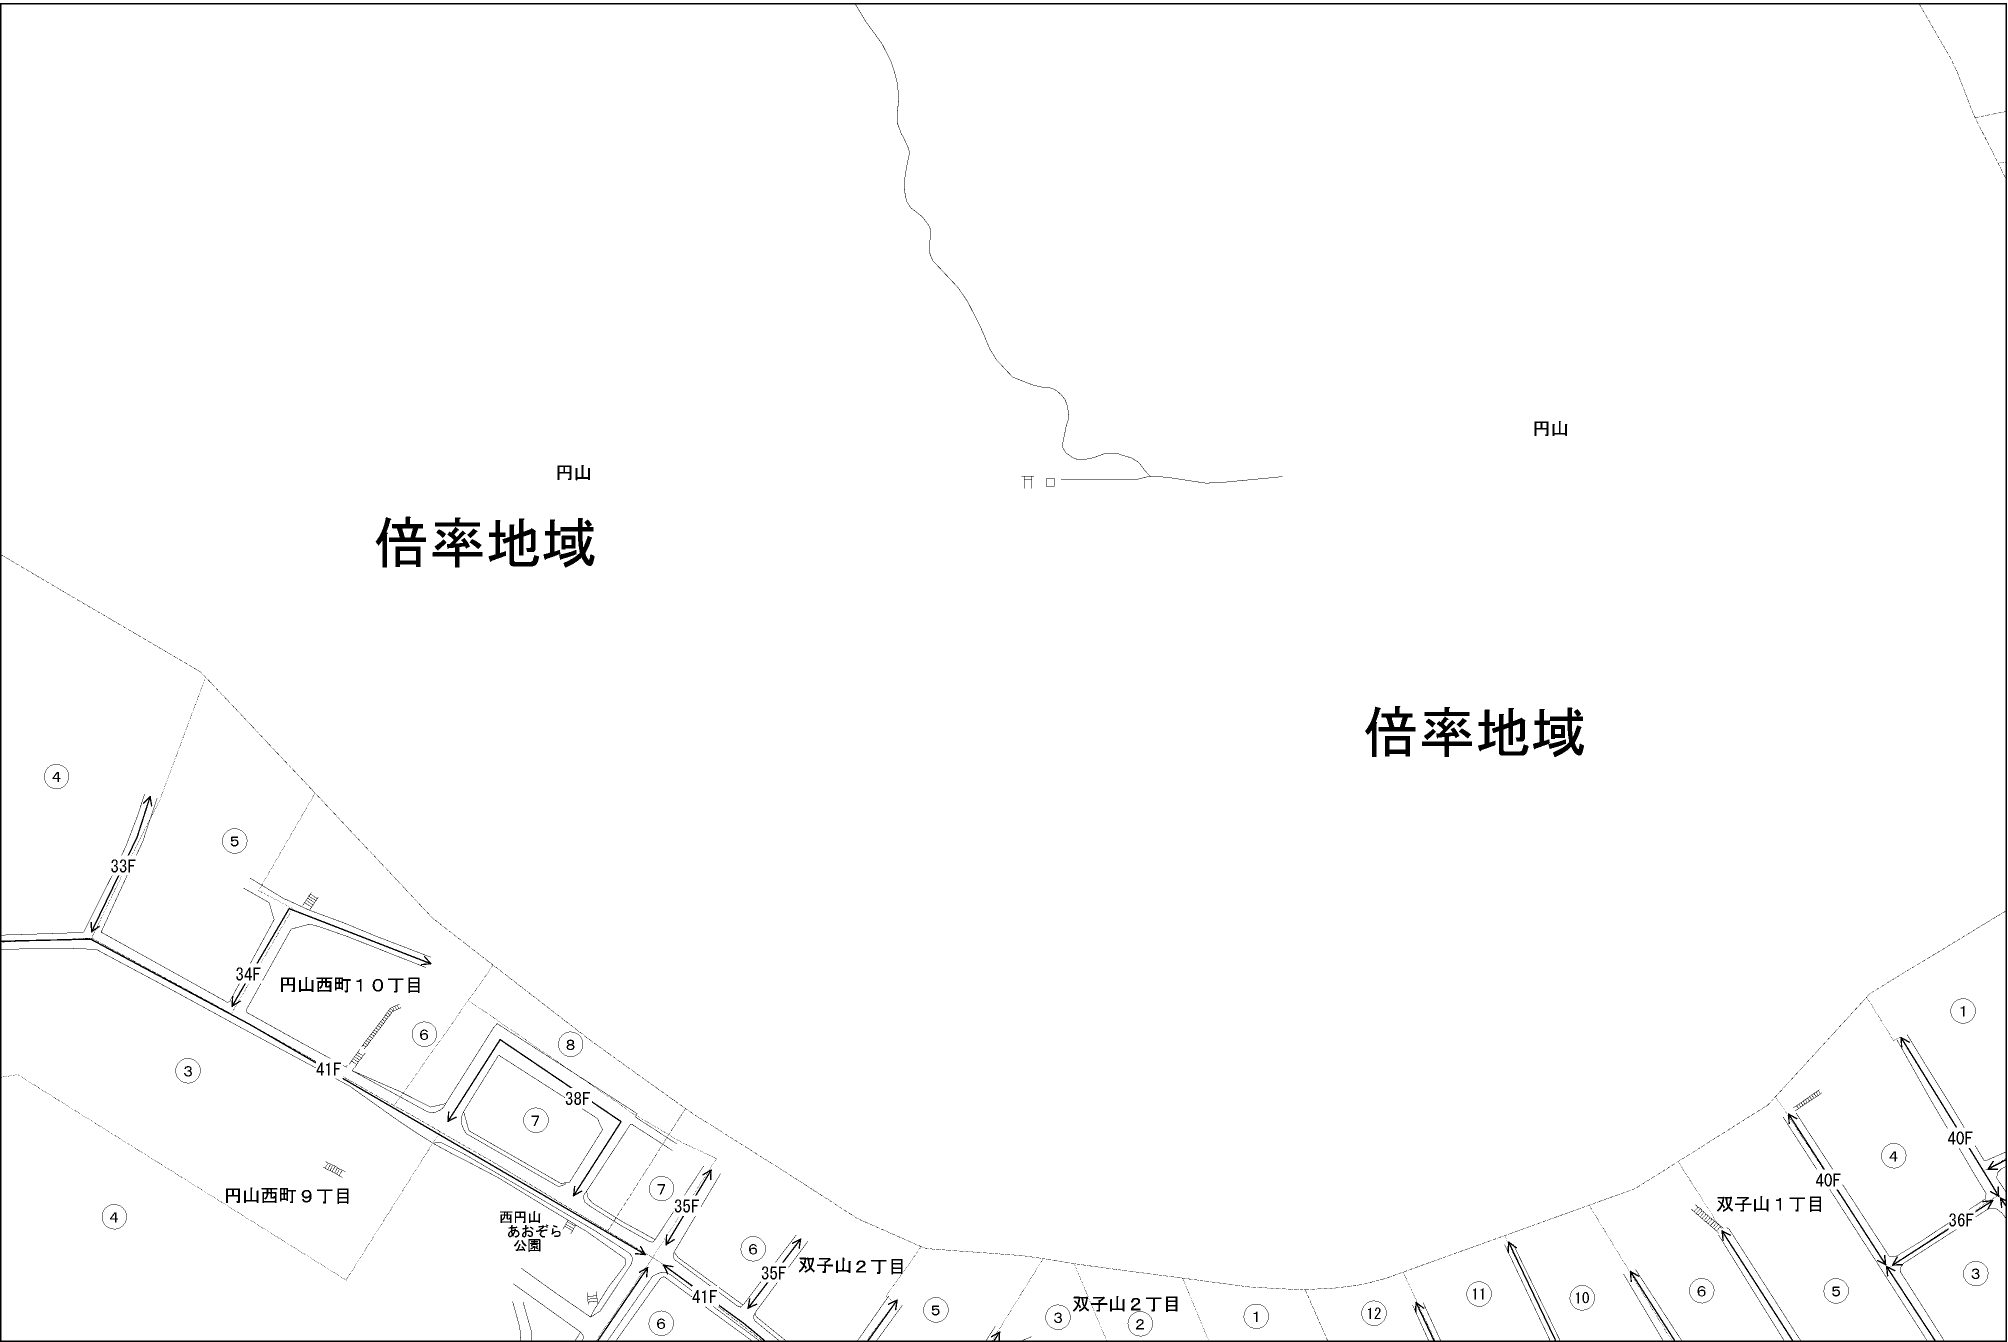 円山
円山
倍率地域
倍率地域
④
⑤
33F
34F
円山西町１０丁目
①
⑥
⑧
③
41F
38F
⑦
40F
④
⑦
40F
円山西町９丁目
双子山１丁目
35F
④
西円山
あおぞら
公園
36F
⑥
双子山２丁目
35F
③
41F
⑤
双子山２丁目
③
②
①
⑫
⑪
⑩
⑥
⑤
⑥